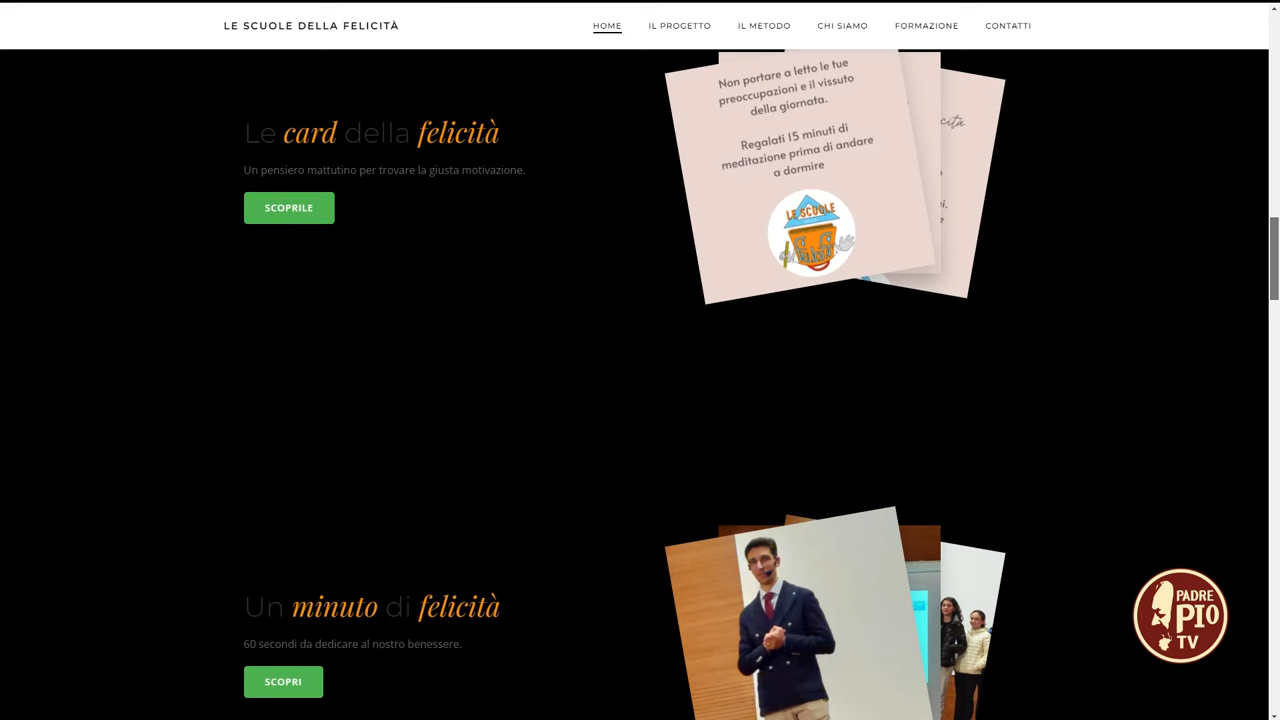 LE SCUOLE DELLA FELICITÀ
HOME
IL PROGETTO
IL METODO
CHI SIAMO
FORMAZIONE
CONTATTI
Non portare a letto le tue
preoccupazioni e il vissuto
della giornata.
Regalati 15 minuti di
meditazione prima di andare
a dormire
LE SCUOLE
Le card della felicità
Un pensiero mattutino per trovare la giusta motivazione.
SCOPRILE
Un minuto di felicità
60 secondi da dedicare al nostro benessere.
SCOPRI
PADRE
PIO
TV